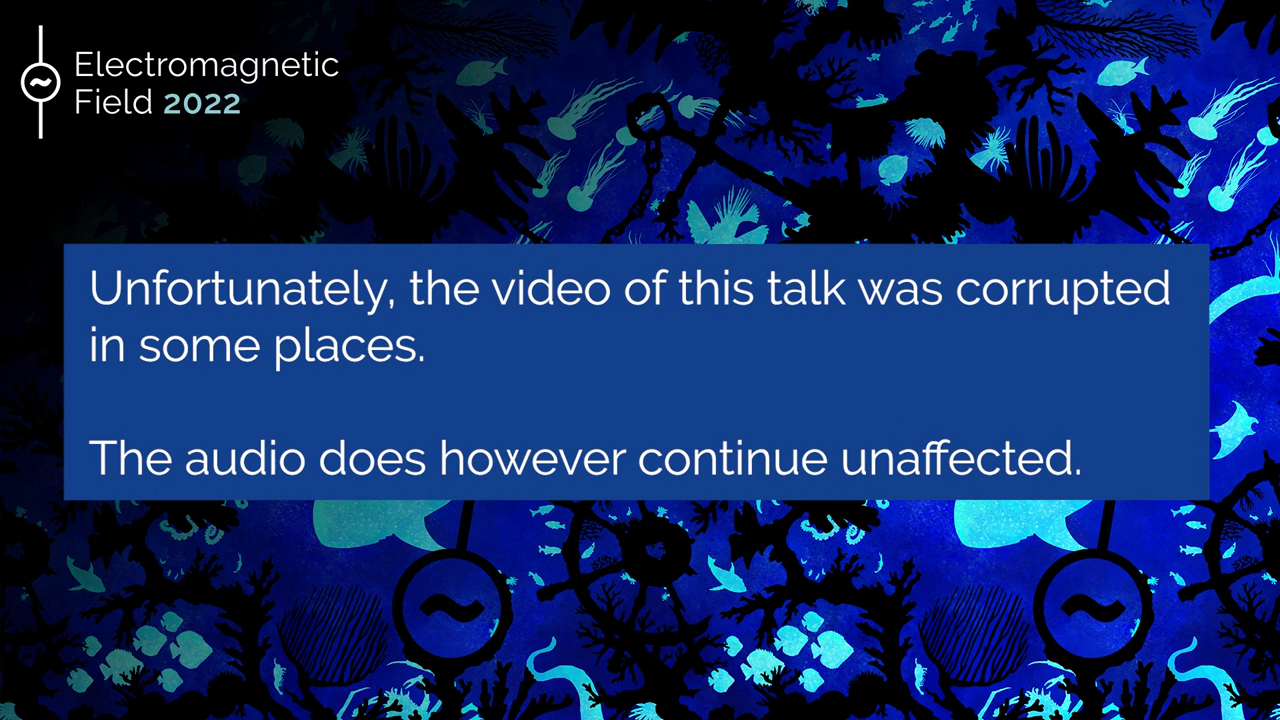 Electromagnetic
Field 2022
Unfortunately, the video of this talk was corrupted
in some places.
The audio does however continue unaffected.